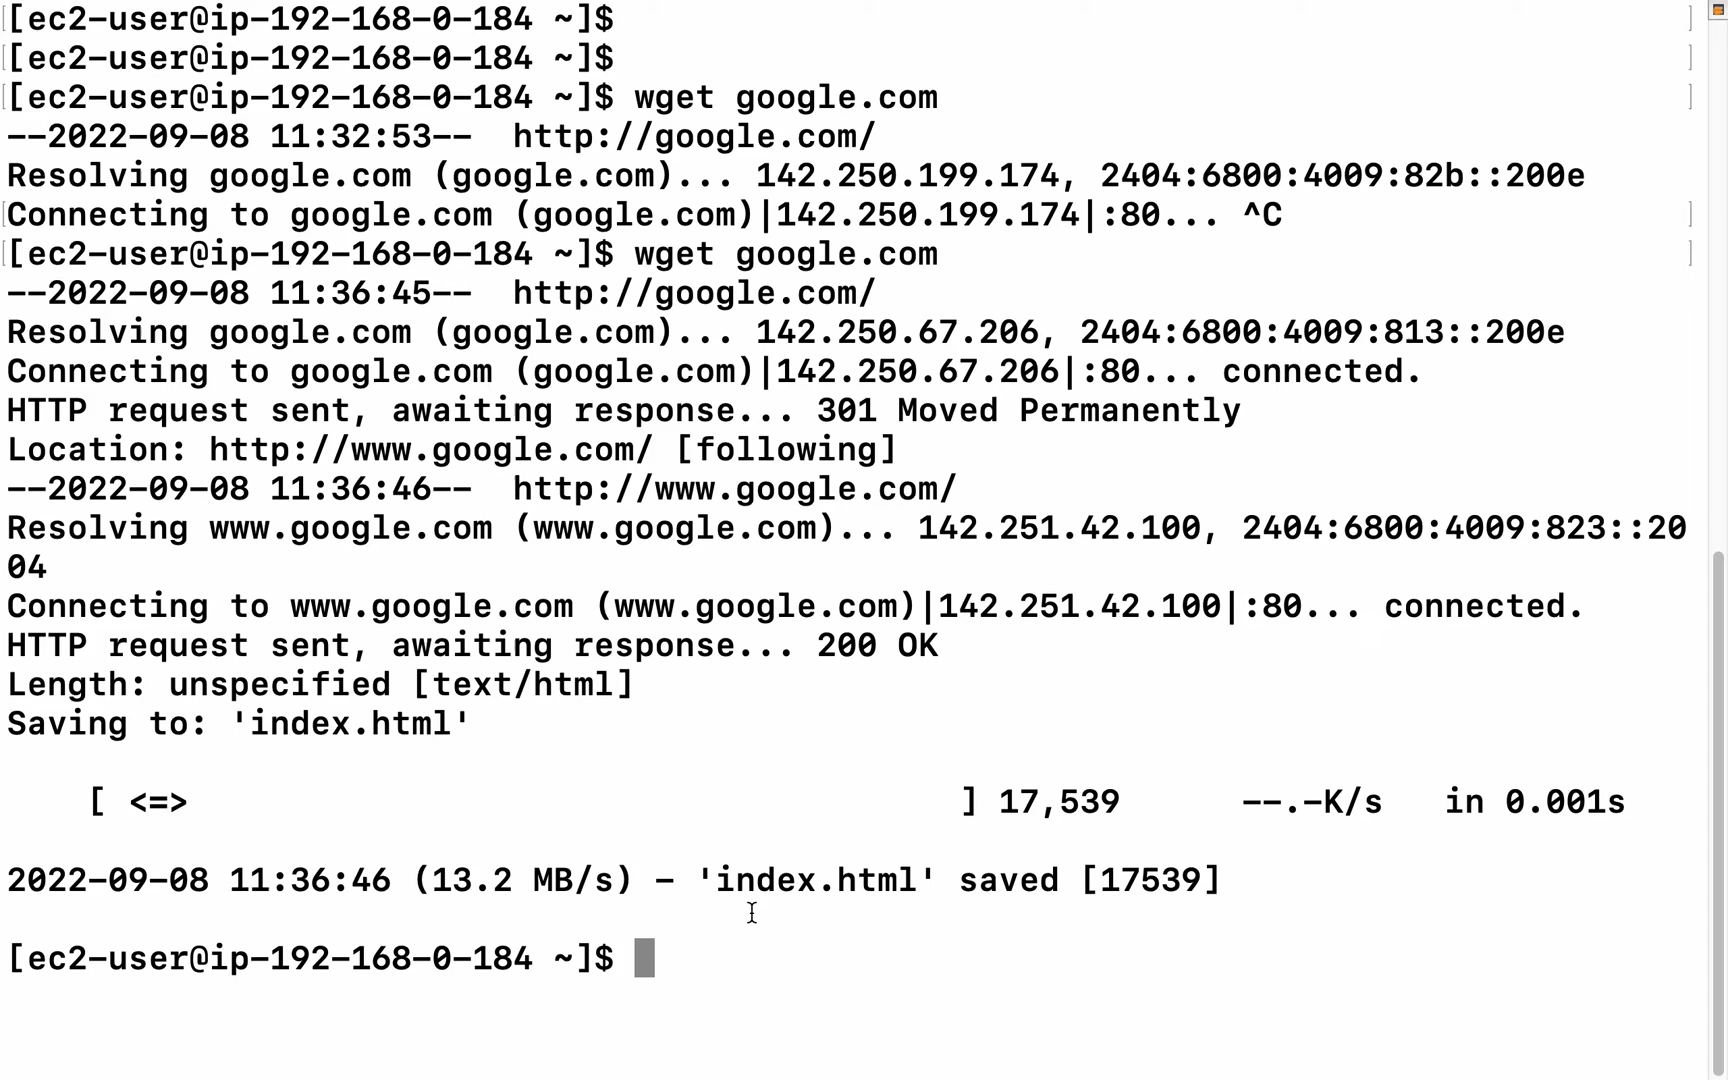 [ec2-user@ip-192-168-0-184 ~]$
[ec2-user@ip-192-168-0-184 ~]$
[ec2-user@ip-192-168-0-184 ~]$ wget google.com
--2022-09-08 11:32:53--  http://google.com/
Resolving google.com (google.com)... 142.250.199.174, 2404:6800:4009:82b::200e
Connecting to google.com (google.com)|142.250.199.174|:80... ^C
[ec2-user@ip-192-168-0-184 ~]$ wget google.com
--2022-09-08 11:36:45--  http://google.com/
Resolving google.com (google.com)... 142.250.67.206, 2404:6800:4009:813::200e
Connecting to google.com (google.com)|142.250.67.206|:80... connected.
HTTP request sent, awaiting response... 301 Moved Permanently
Location: http://www.google.com/ [following]
--2022-09-08 11:36:46--  http://www.google.com/
Resolving www.google.com (www.google.com)... 142.251.42.100, 2404:6800:4009:823::20
04
Connecting to www.google.com (www.google.com)|142.251.42.100|:80... connected.
HTTP request sent, awaiting response... 200 OK
Length: unspecified [text/html]
Saving to: 'index.html'
[ <=>                                      ] 17,539      --.-K/s   in 0.001s
2022-09-08 11:36:46 (13.2 MB/s) - 'index.html' saved [17539]
[ec2-user@ip-192-168-0-184 ~]$